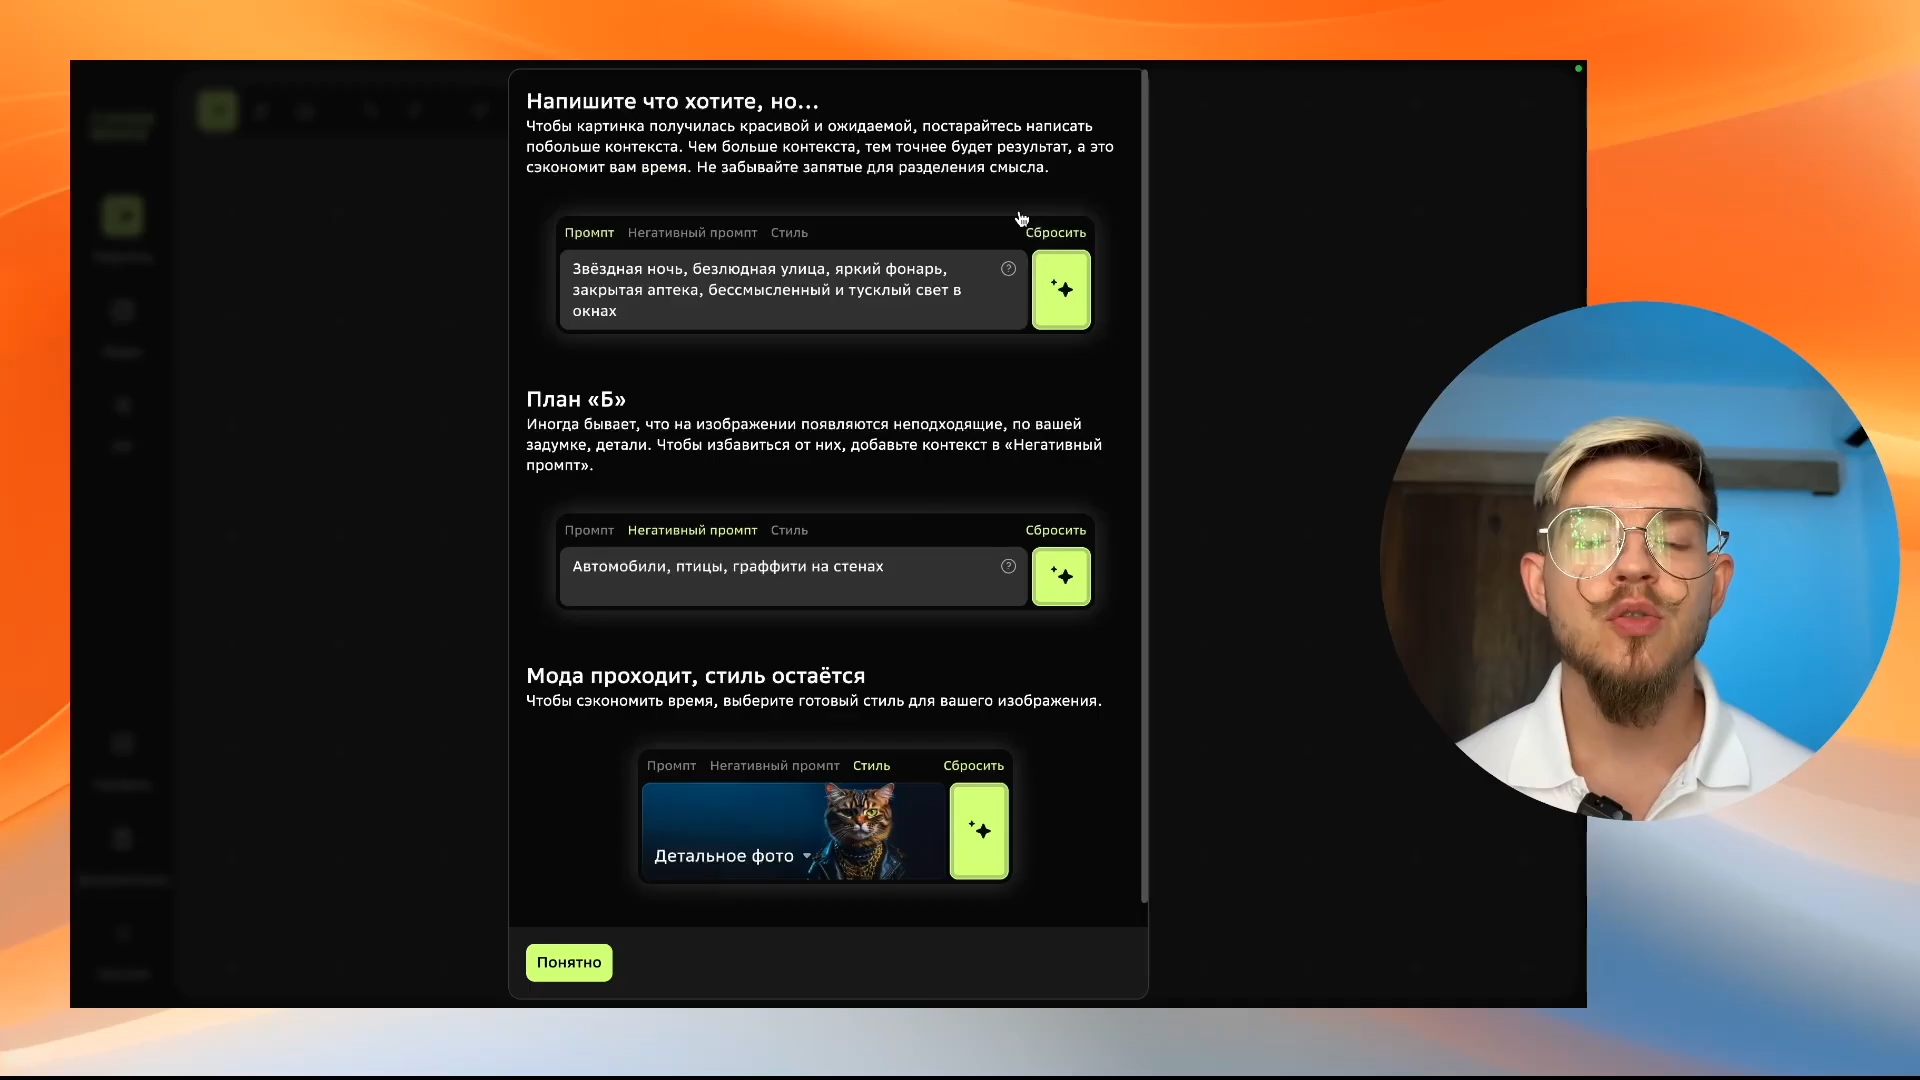 Напишите что хотите, но...
Чтобы картинка получилась красивой и ожидаемой, постарайтесь написать
побольше контекста. Чем больше контекста, тем точнее будет результат, а это
сэкономит вам время. Не забывайте запятые для разделения смысла.
Промпт Негативный промпт Стиль Сбросить
Звёздная ночь, безлюдная улица, яркий фонарь,
закрытая аптека, бессмысленный и тусклый свет в
окнах
План «Б»
Иногда бывает, что на изображении появляются неподходящие, по вашей
задумке, детали. Чтобы избавиться от них, добавьте контекст в «Негативный
промпт».
Промпт Негативный промпт Стиль Сбросить
Автомобили, птицы, граффити на стенах
Мода проходит, стиль остаётся
Чтобы сэкономить время, выберите готовый стиль для вашего изображения.
Промпт Негативный промпт Стиль Сбросить
Детальное фото
Понятно